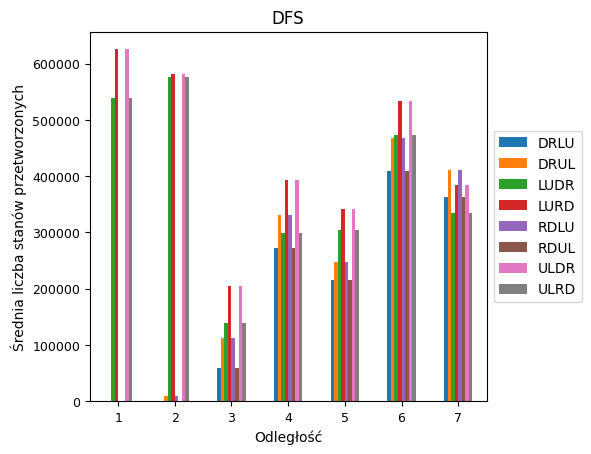 DFS
Średnia liczba stanów przetworzonych
600000
500000
400000
300000
200000
100000
0
1 2 3 4 5 6 7
Odległość
DRLU
DRUL
LUDR
LURD
RDLU
RDUL
ULDR
ULRD